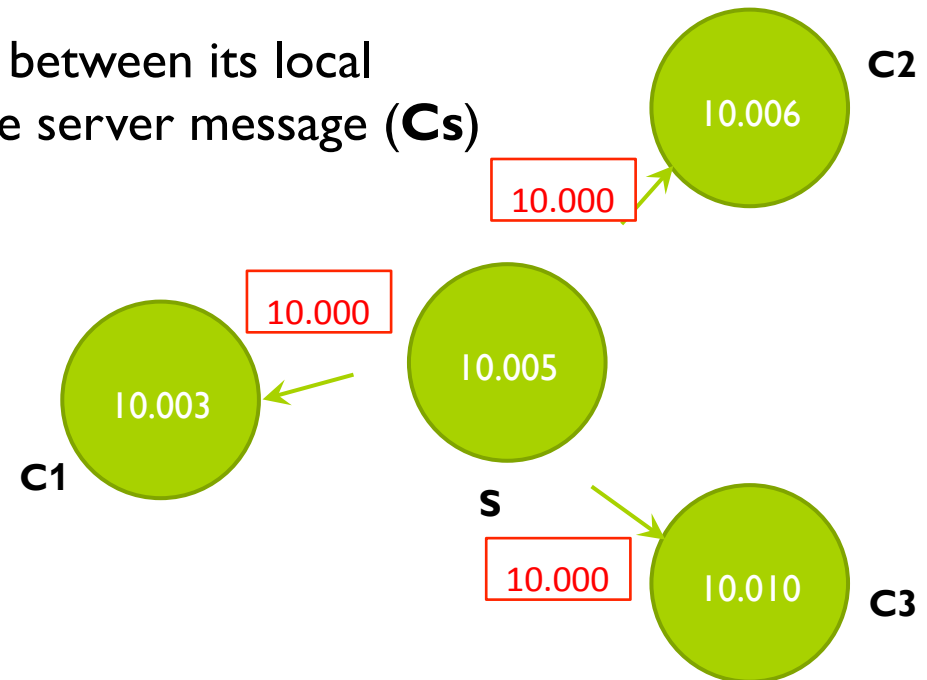 between its local
e server message (Cs)
C2
10.006
10.000
10.000
10.005
10.003
C1
S
10.000
10.010
C3